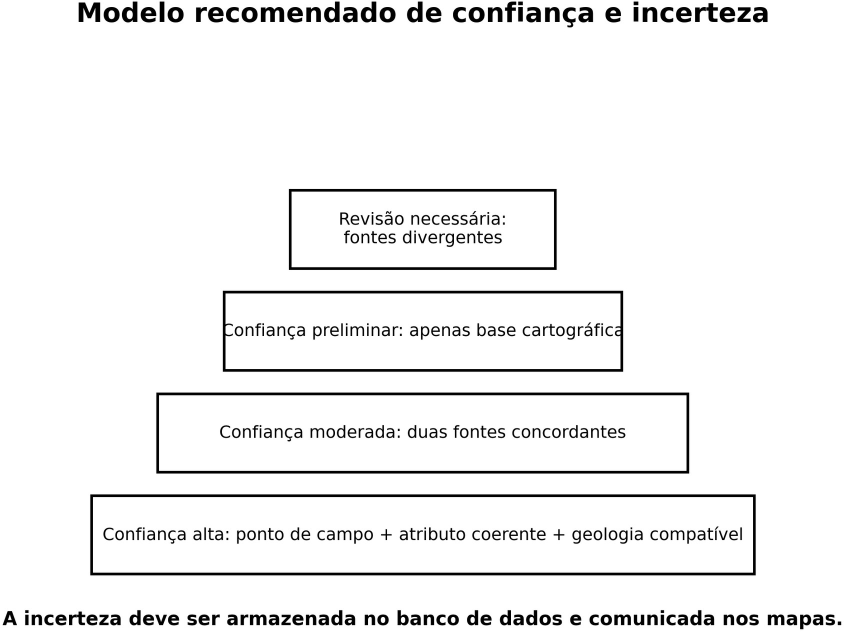 Modelo recomendado de confiança e incerteza
Revisão necessária:
fontes divergentes
Confiança preliminar: apenas base cartográfica
Confiança moderada: duas fontes concordantes
Confiança alta: ponto de campo + atributo coerente + geologia compatível
A incerteza deve ser armazenada no banco de dados e comunicada nos mapas.